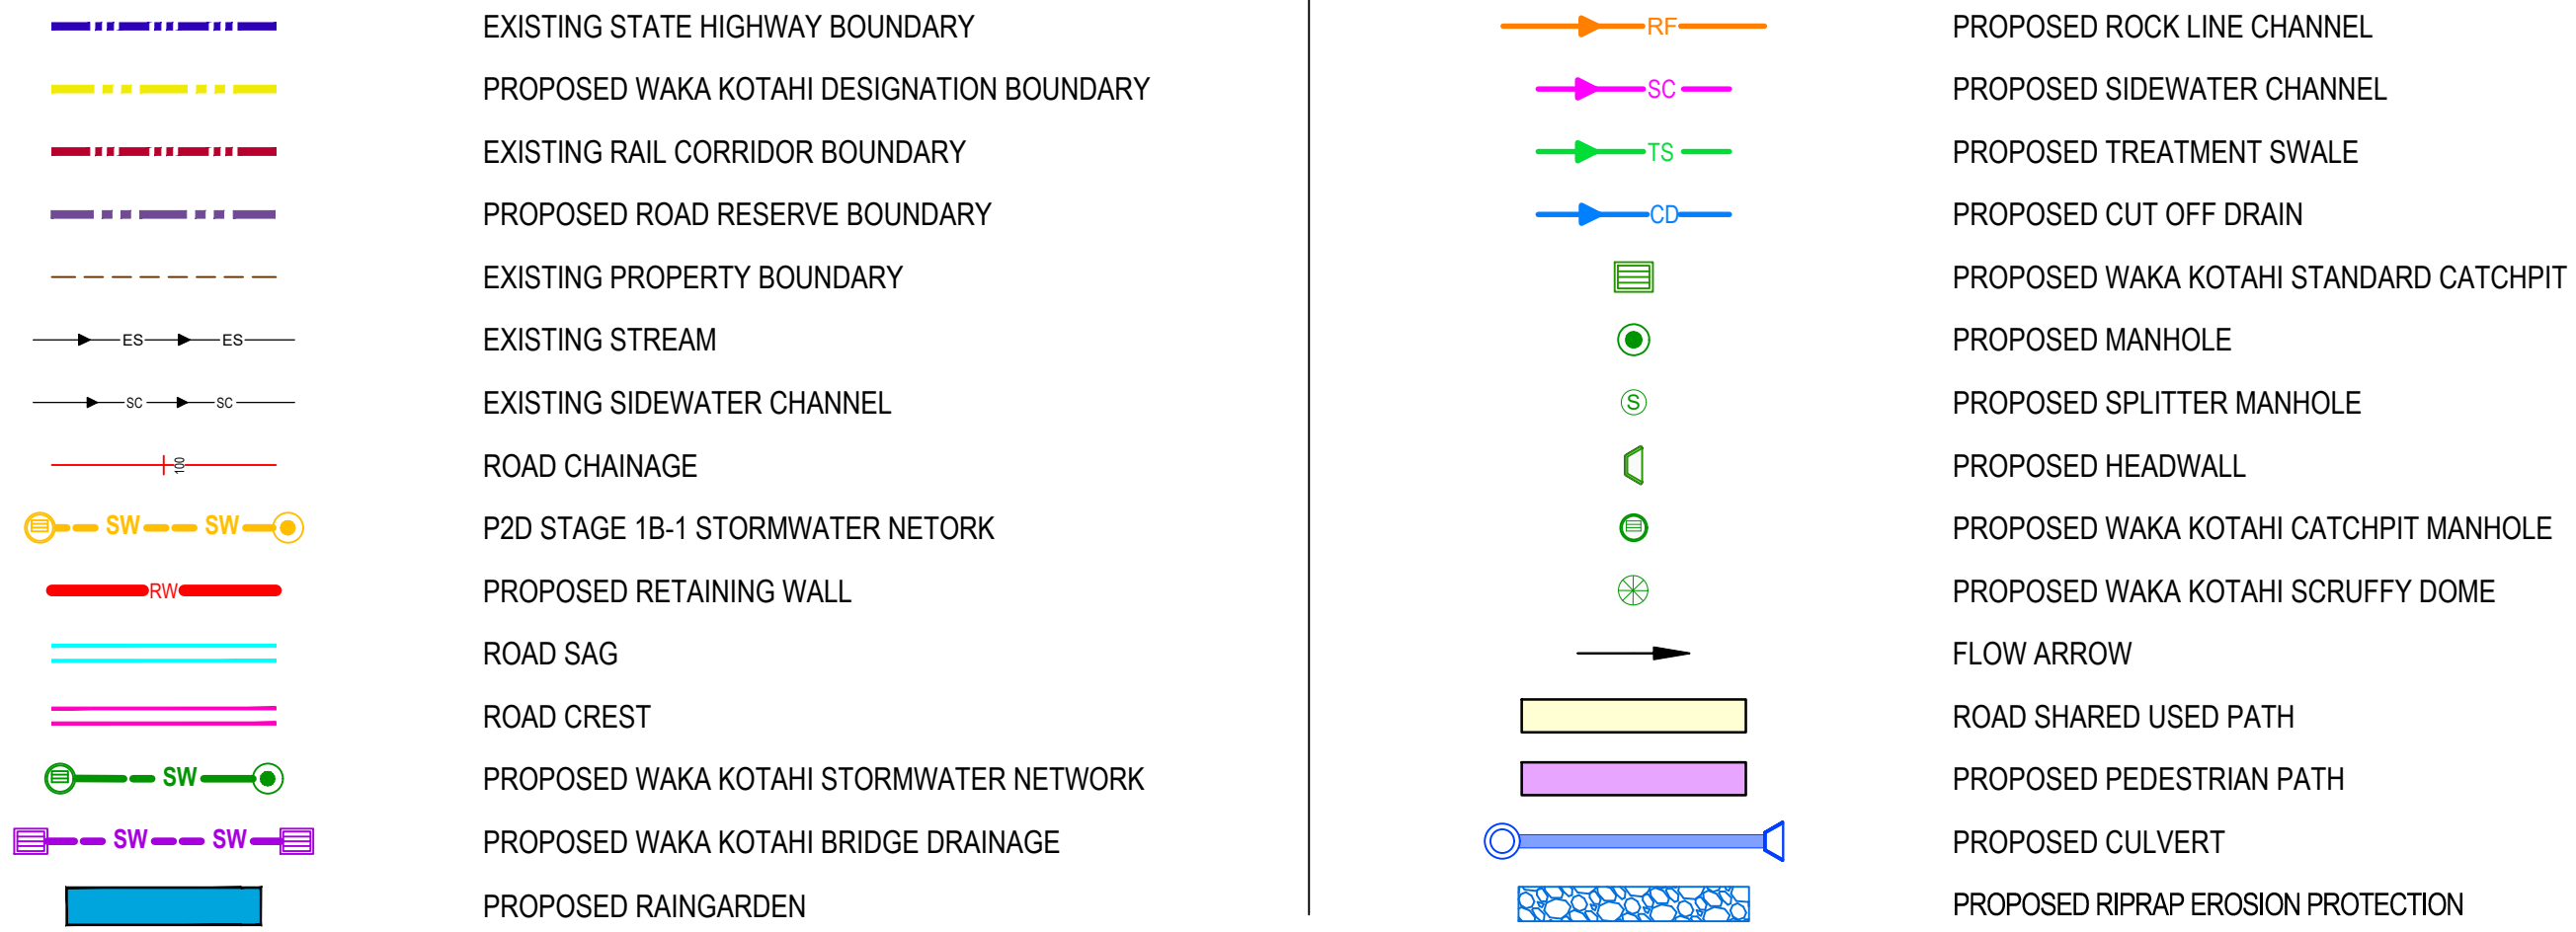 EXISTING STATE HIGHWAY BOUNDARY
PROPOSED WAKA KOTAHI DESIGNATION BOUNDARY
EXISTING RAIL CORRIDOR BOUNDARY
PROPOSED ROAD RESERVE BOUNDARY
EXISTING PROPERTY BOUNDARY
ES ES EXISTING STREAM
SC SC EXISTING SIDEWATER CHANNEL
100 ROAD CHAINAGE
SW SW P2D STAGE 1B-1 STORMWATER NETORK
RW PROPOSED RETAINING WALL
ROAD SAG
ROAD CREST
SW PROPOSED WAKA KOTAHI STORMWATER NETWORK
SW SW PROPOSED WAKA KOTAHI BRIDGE DRAINAGE
PROPOSED RAINGARDEN
RF PROPOSED ROCK LINE CHANNEL
SC PROPOSED SIDEWATER CHANNEL
TS PROPOSED TREATMENT SWALE
CD PROPOSED CUT OFF DRAIN
PROPOSED WAKA KOTAHI STANDARD CATCHPIT
PROPOSED MANHOLE
S PROPOSED SPLITTER MANHOLE
PROPOSED HEADWALL
PROPOSED WAKA KOTAHI CATCHPIT MANHOLE
PROPOSED WAKA KOTAHI SCRUFFY DOME
FLOW ARROW
ROAD SHARED USED PATH
PROPOSED PEDESTRIAN PATH
PROPOSED CULVERT
PROPOSED RIPRAP EROSION PROTECTION